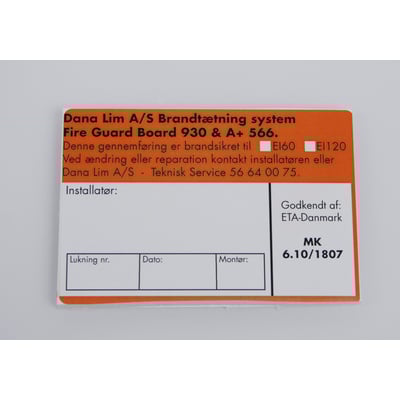 Dana Lim A/S Brandtætning system
Fire Guard Board 930 & A+ 566.
Denne gennemføring er brandsikret til EI60 EI120
Ved ændring eller reparation kontakt installatøren eller
Dana Lim A/S - Teknisk Service 56 64 00 75.
Installatør:
Godkendt af:
ETA-Danmark
MK
6.10/1807
Lukning nr. Dato: Montør: